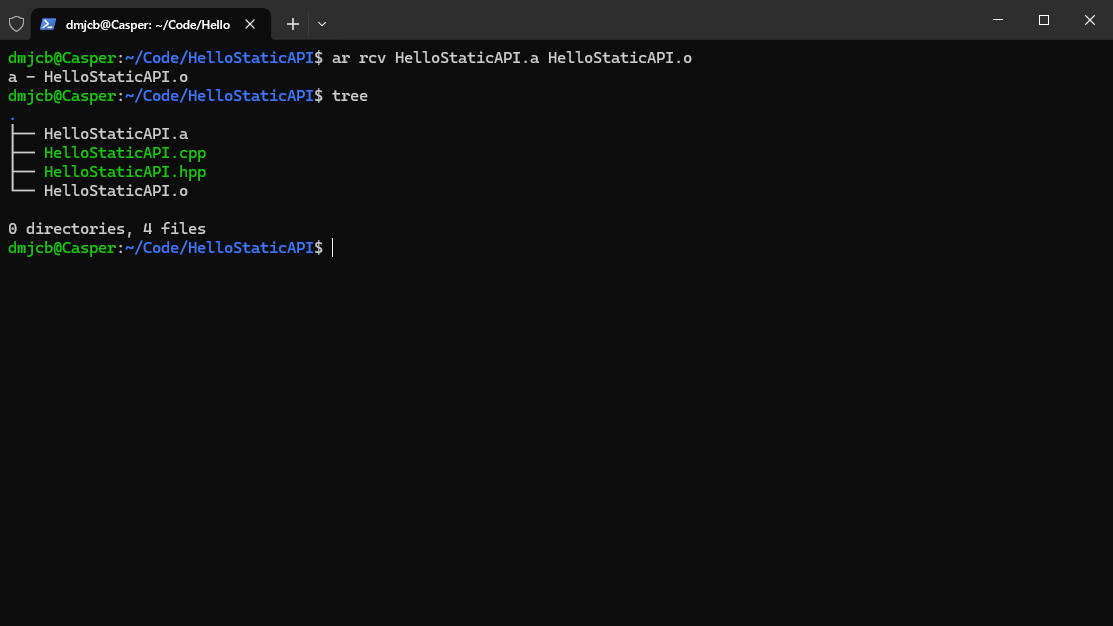 dmjcb@Casper: ~/Code/Hello
dmjcb@Casper:~/Code/HelloStaticAPI$ ar rcv HelloStaticAPI.a HelloStaticAPI.o
a - HelloStaticAPI.o
dmjcb@Casper:~/Code/HelloStaticAPI$ tree
.
├── HelloStaticAPI.a
├── HelloStaticAPI.cpp
├── HelloStaticAPI.hpp
└── HelloStaticAPI.o
0 directories, 4 files
dmjcb@Casper:~/Code/HelloStaticAPI$